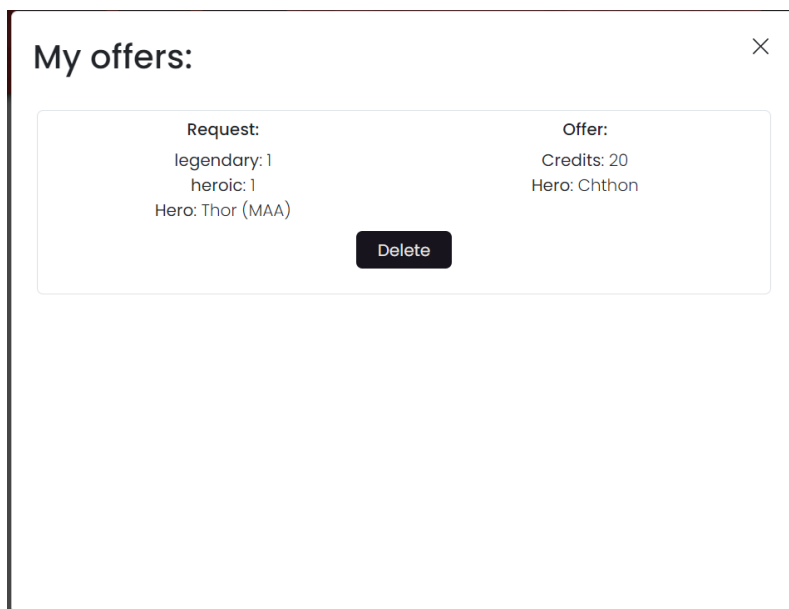 My offers:
Request:
legendary: 1
heroic: 1
Hero: Thor (MAA)
Offer:
Credits: 20
Hero: Chthon
Delete